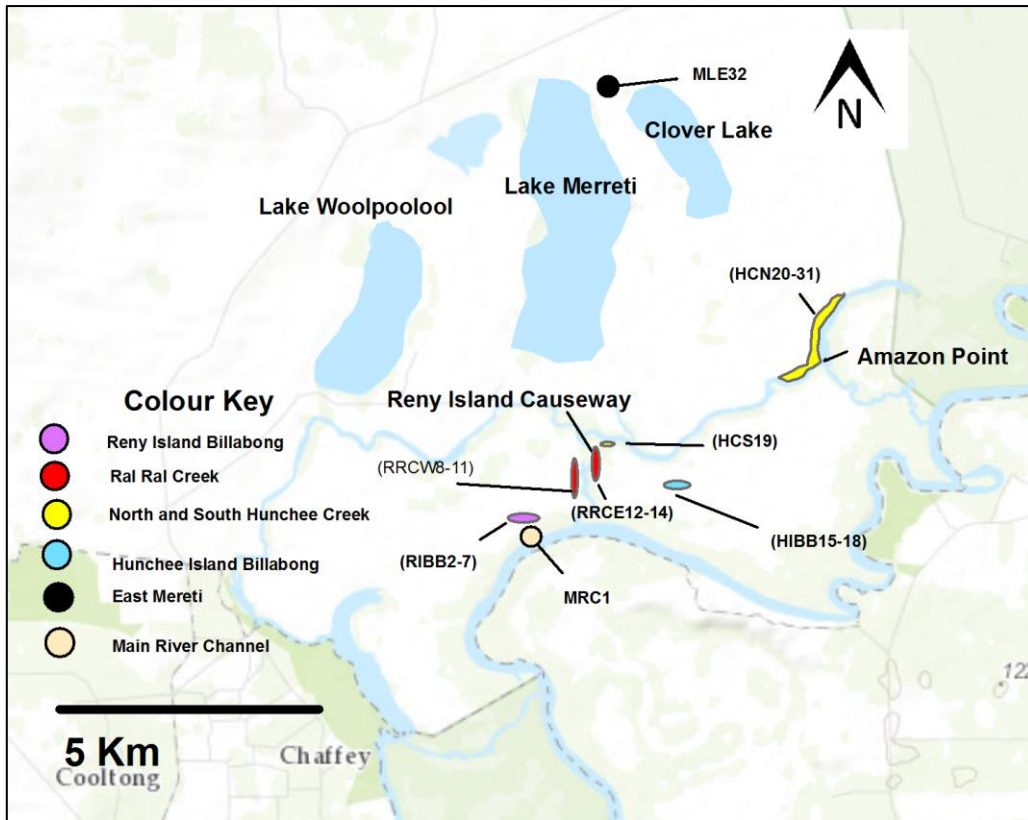 MLE32
N
Clover Lake
Lake Merreti
Lake Woolpoolool
(HCN20-31)
Amazon Point
Colour Key
Reny Island Causeway
Reny Island Billabong
(HCS19)
Ral Ral Creek
(RRCW8-11)
North and South Hunchee Creek
(RRCE12-14)
(HIBB15-18)
Hunchee Island Billabong
(RIBB2-7)
East Mereti
MRC1
Main River Channel
122
5 Km
Chaffey
Cooltong